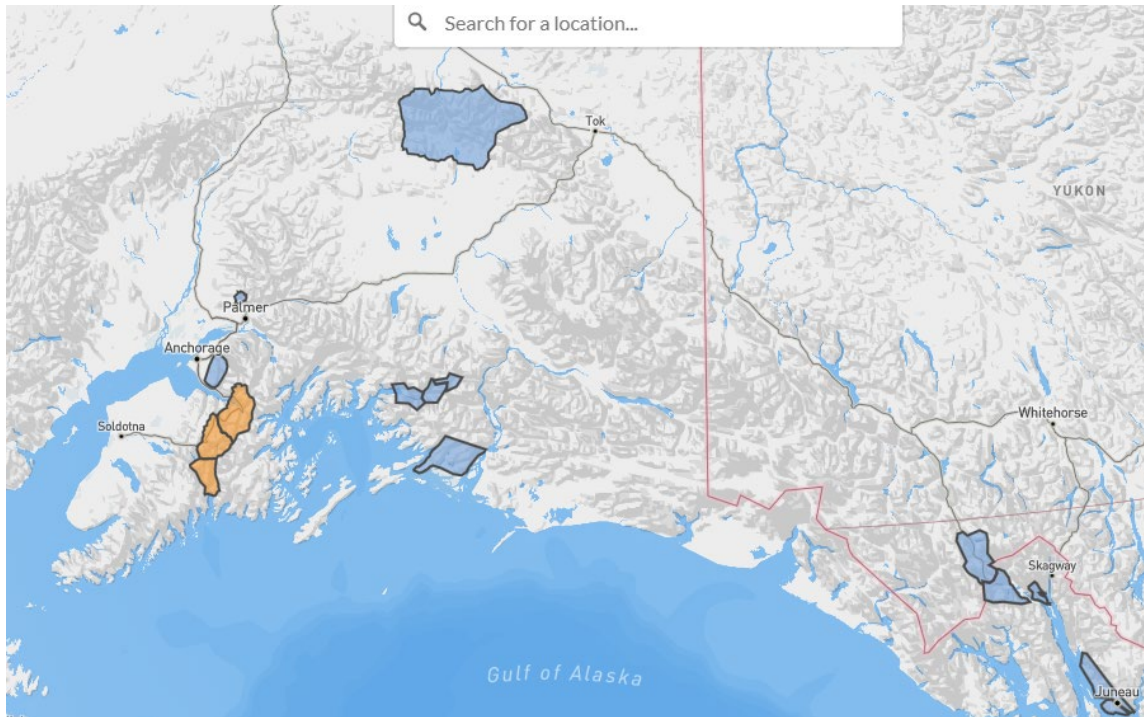 Search for a location...
Tok
YUKON
Palmer
Anchorage
Soldotna
Whitehorse
Skagway
Gulf of Alaska
Juneau